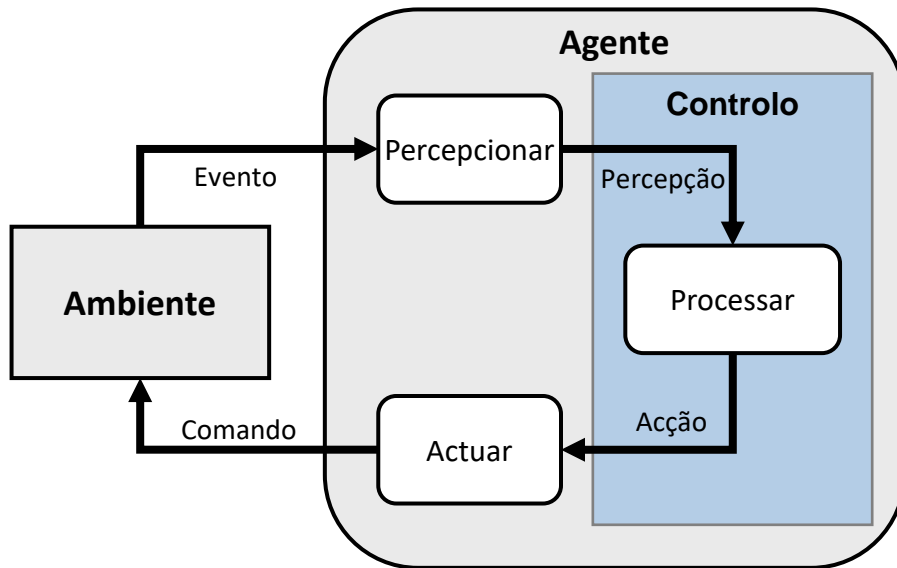 Agente
Controlo
Percepcionar
Evento
Percepção
Ambiente
Processar
Comando
Acção
Actuar